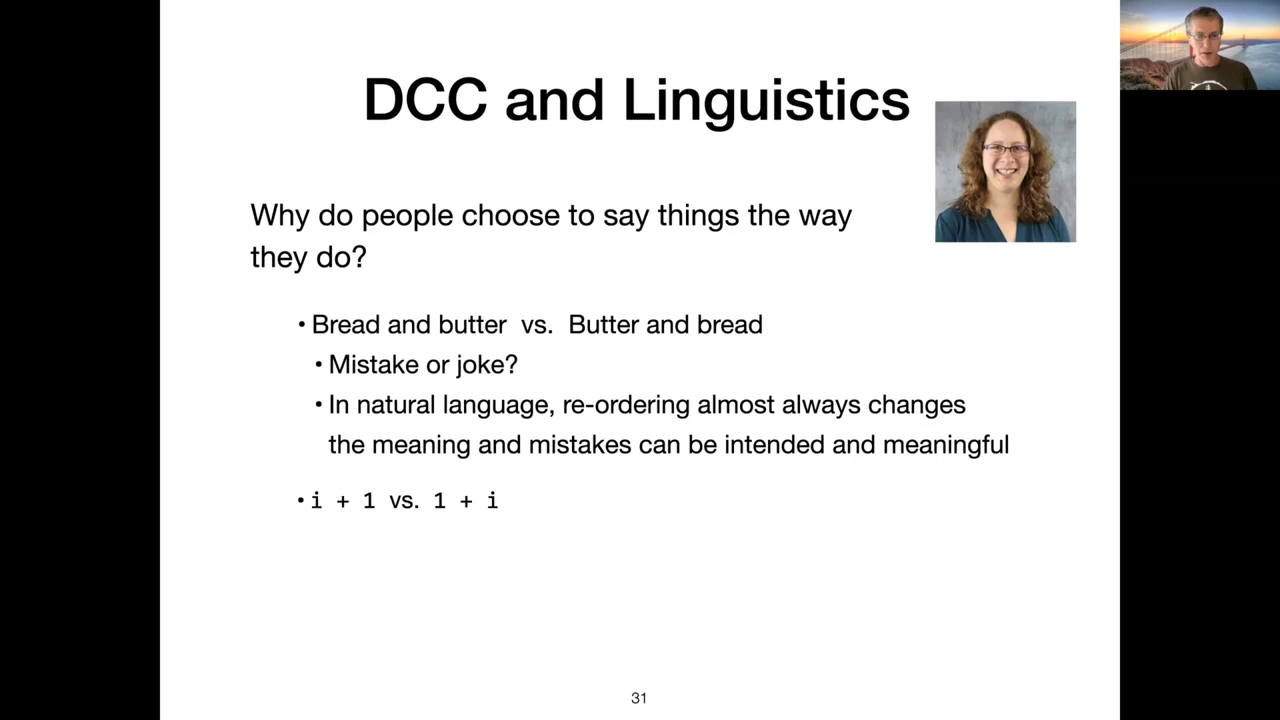 DCC and Linguistics
Why do people choose to say things the way
they do?
• Bread and butter vs. Butter and bread
• Mistake or joke?
• In natural language, re-ordering almost always changes
the meaning and mistakes can be intended and meaningful
• i + 1 vs. 1 + i
31